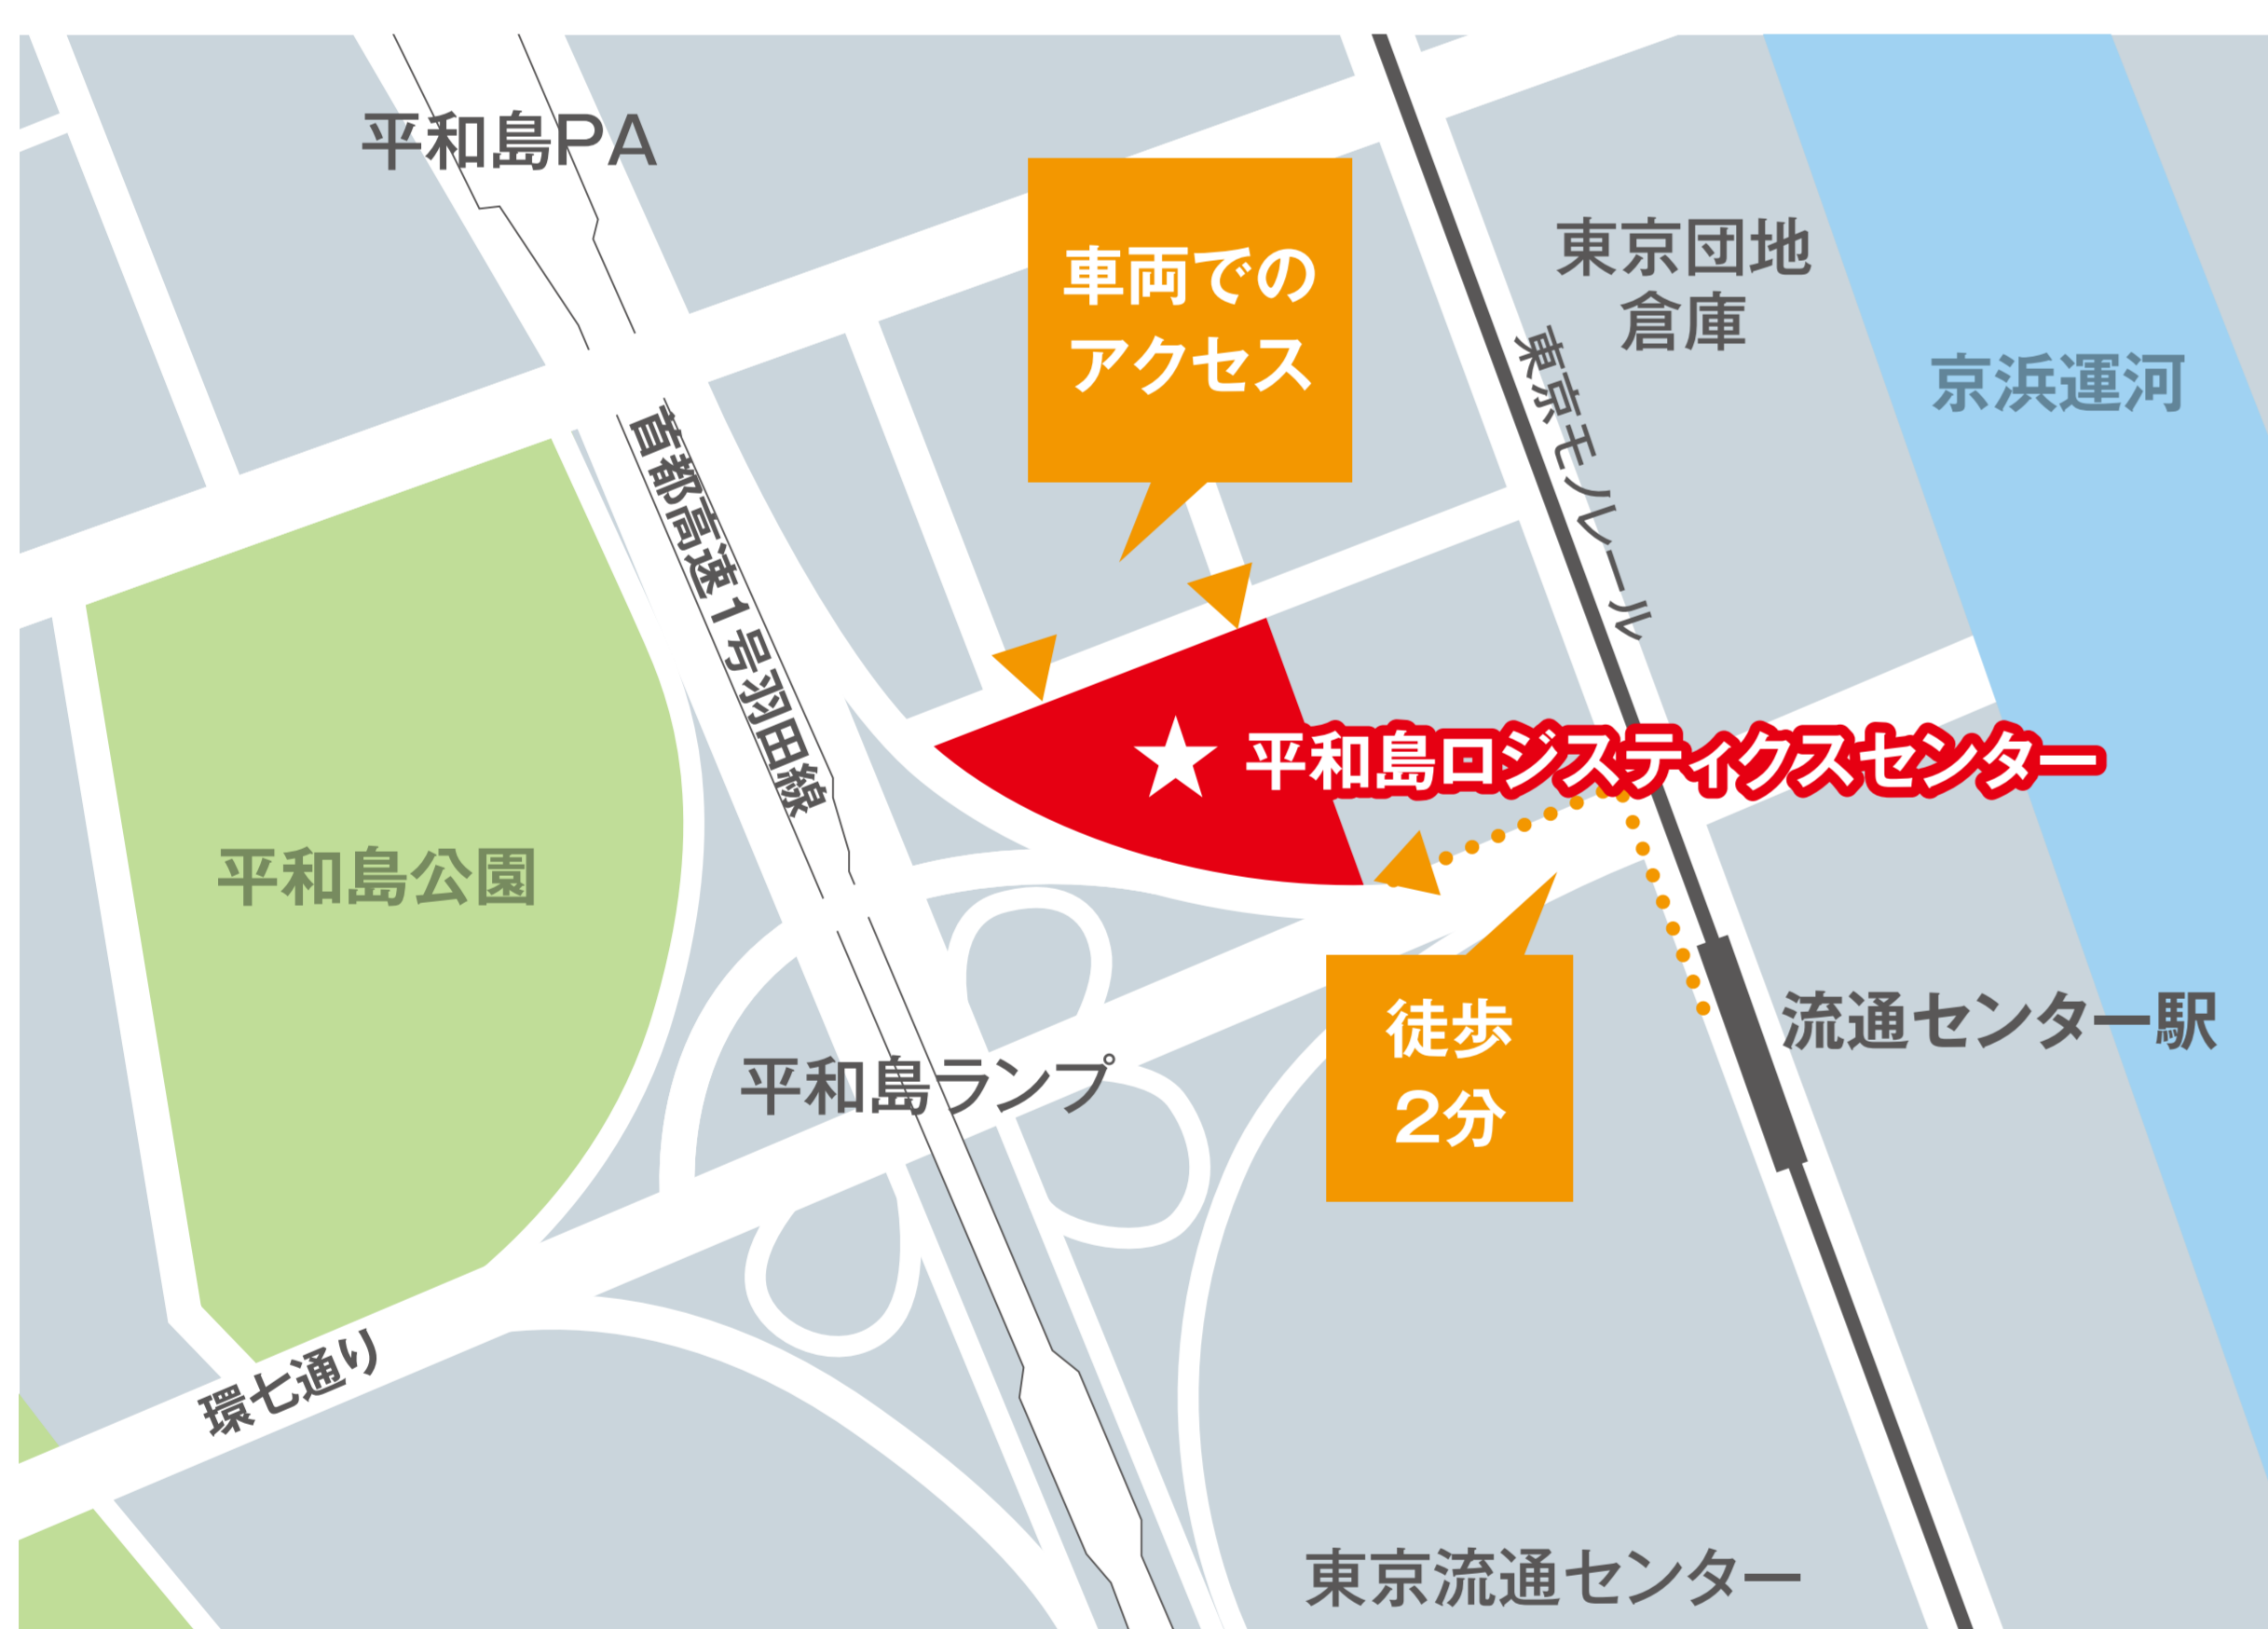 平和島PA
車両での
アクセス
東京団地
倉庫
京浜運河
東京モノレール
首都高速1号羽田線
★平和島ロジスティクスセンター
平和島公園
徒歩
2分
流通センター駅
平和島ランプ
環七通り
東京流通センター